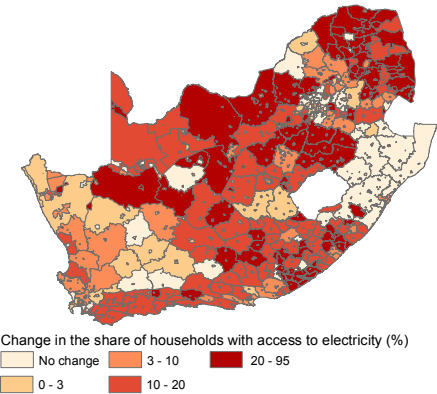 Change in the share of households with access to electricity (%)
No change 3 - 10 20 - 95
0 - 3 10 - 20